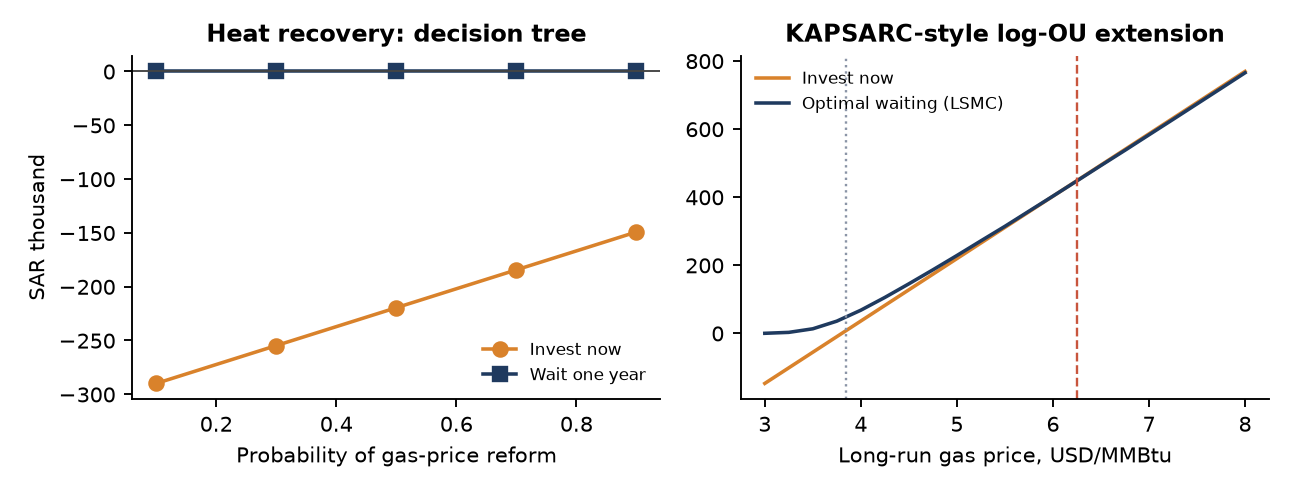 Heat recovery: decision tree
SAR thousand
0
−50
−100
−150
−200
−250
−300
Invest now
Wait one year
0.2 0.4 0.6 0.8
Probability of gas-price reform
KAPSARC-style log-OU extension
800
600
400
200
0
Invest now
Optimal waiting (LSMC)
3 4 5 6 7 8
Long-run gas price, USD/MMBtu